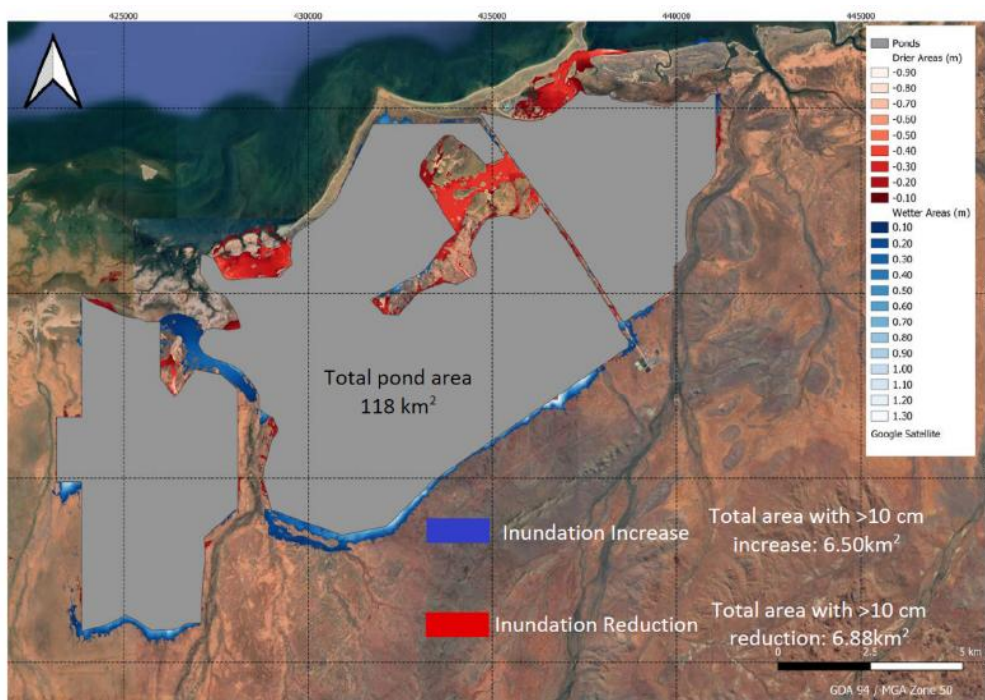 425000
430000
435000
440000
445000
Ponds
Drier Areas (m)
-0.90
-0.80
-0.70
-0.60
-0.50
-0.40
-0.30
-0.20
-0.10
Wetter Areas (m)
0.10
0.20
0.30
0.40
0.50
0.60
0.70
0.80
0.90
1.00
1.10
1.20
1.30
Google Satellite
Total pond area
118 km²
Inundation Increase
Total area with >10 cm
increase: 6.50km²
Inundation Reduction
Total area with >10 cm
reduction: 6.88km²
0 2.5 5 km
GDA 94 / MGA Zone 50